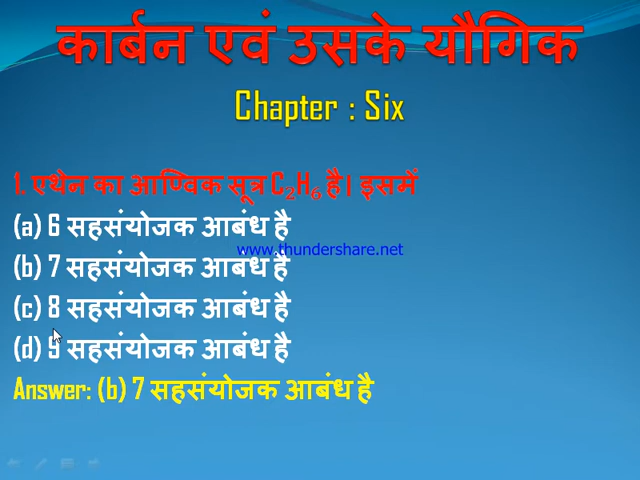 कार्बन एवं उसके यौगिक
Chapter : Six
1. एथेन का आण्विक सूत्र C₂H₆ है। इसमें
(a) 6 सहसंयोजक आबंध है
www.thundershare.net
(b) 7 सहसंयोजक आबंध है
(c) 8 सहसंयोजक आबंध है
(d) 9 सहसंयोजक आबंध है
Answer: (b) 7 सहसंयोजक आबंध है